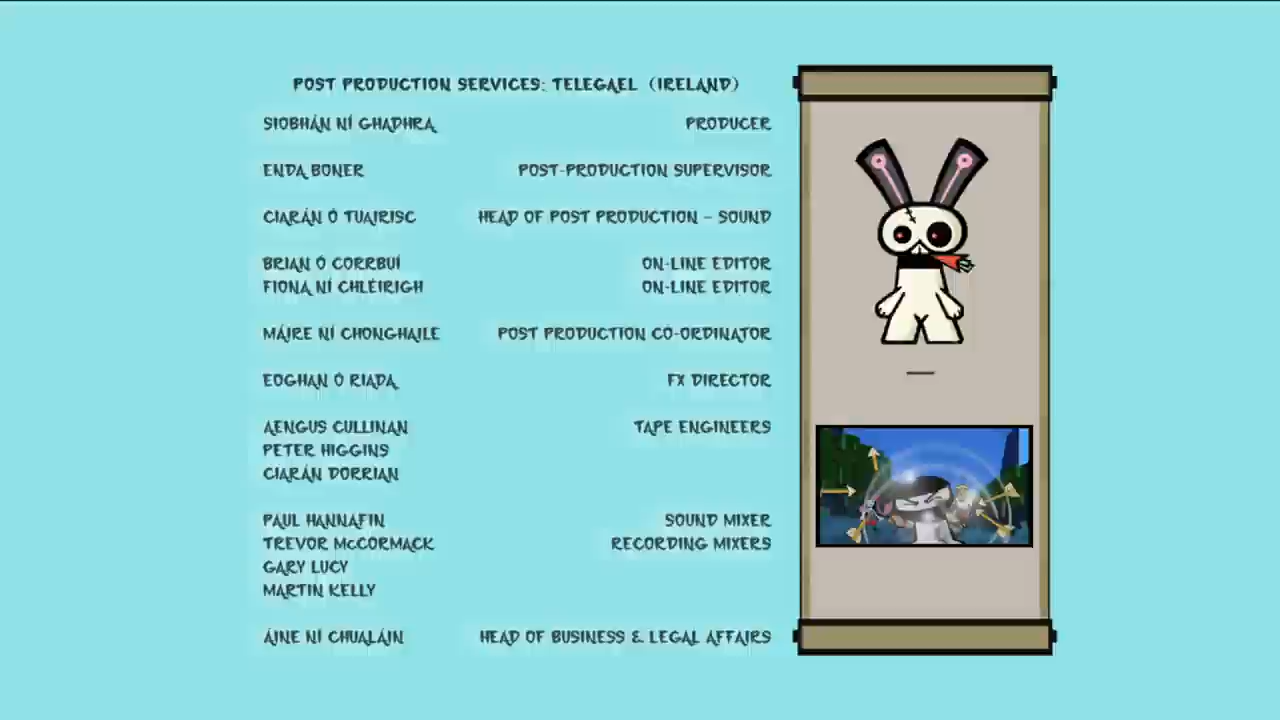 POST PRODUCTION SERVICES: TELEGAEL (IRELAND)
SIOBHÁN NÍ GHADHRA PRODUCER
ENDA BONER POST-PRODUCTION SUPERVISOR
CIARÁN Ó TUAIRISC HEAD OF POST PRODUCTION – SOUND
BRIAN Ó CORRBUÍ ON-LINE EDITOR
FIONA NÍ CHLÉIRIGH ON-LINE EDITOR
MÁIRE NÍ CHONGHAILE POST PRODUCTION CO-ORDINATOR
EOGHAN Ó RIADA FX DIRECTOR
AENGUS CULLINAN TAPE ENGINEERS
PETER HIGGINS
CIARÁN DORRIAN
PAUL HANNAFIN SOUND MIXER
TREVOR McCORMACK RECORDING MIXERS
GARY LUCY
MARTIN KELLY
ÁINE NÍ CHUALÁIN HEAD OF BUSINESS & LEGAL AFFAIRS